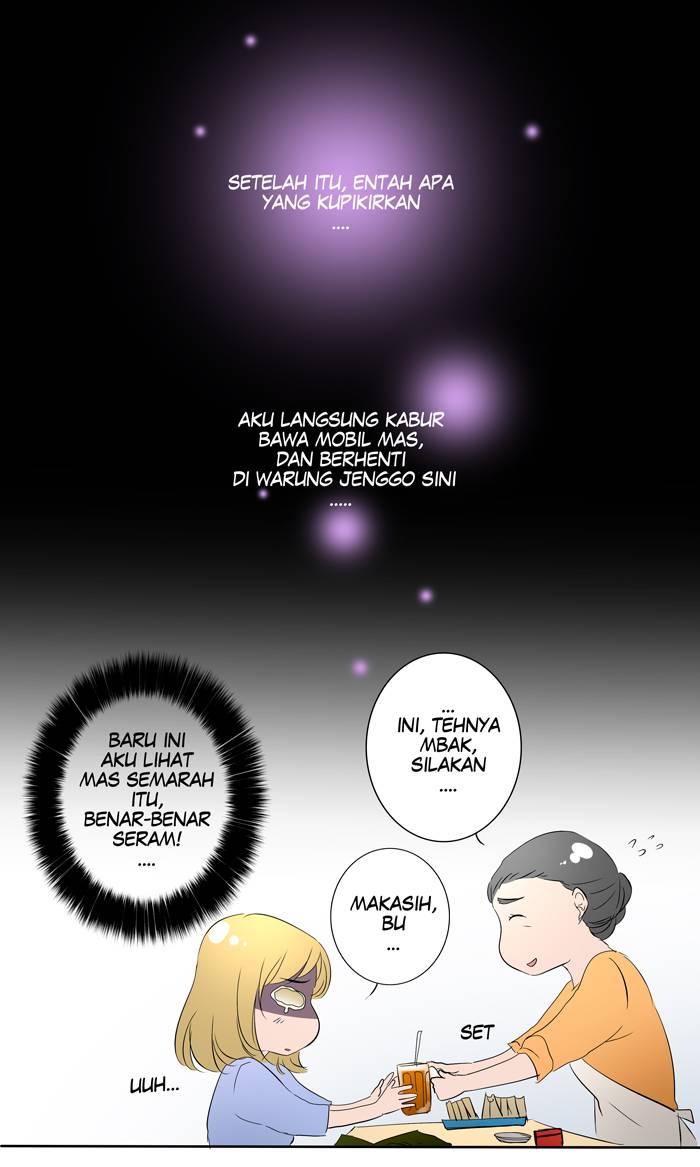 SETELAH ITU, ENTAH APA
YANG KUPIKIRKAN
....
AKU LANGSUNG KABUR
BAWA MOBIL MAS,
DAN BERHENTI
DI WARUNG JENGGO SINI
.....
BARU INI
AKU LIHAT
MAS SEMARAH
ITU,
BENAR-BENAR
SERAM!
....
...
INI, TEHNYA
MBAK,
SILAKAN
....
MAKASIH,
BU
...
SET
UUH...